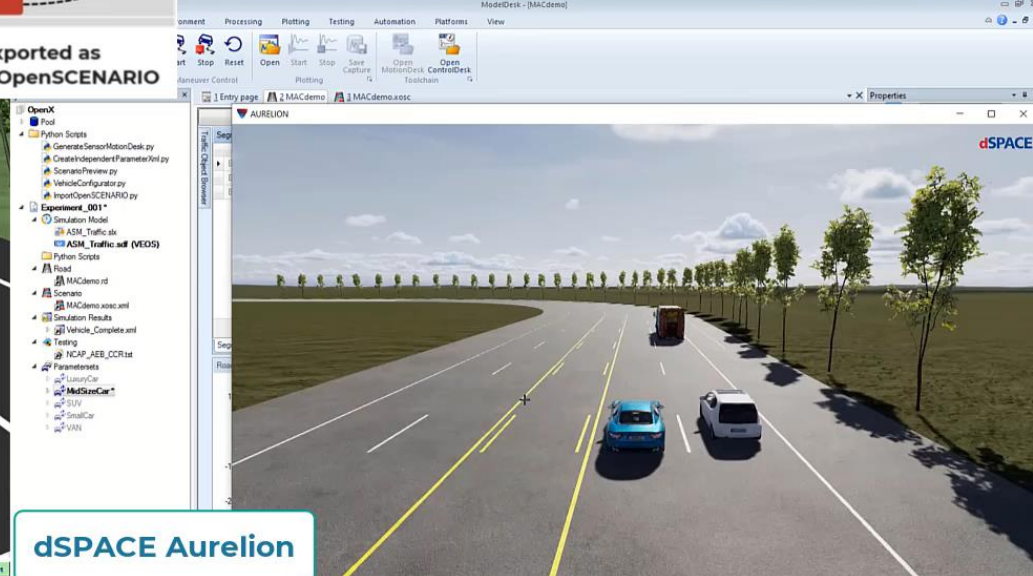 ModelDesk - [MACdemo]
Processing Plotting Testing Automation Platforms View
xported as
OpenSCENARIO
Stop Reset Open Start Stop Save Capture Open MotionDesk Open ControlDesk
Maneuver Control Plotting Toolchain
1 Entry page 2 MACdemo 3 MACdemo.xosc
Properties
OpenX
Pool
Python Scripts
GenerateSensorMotionDesk.py
CreateIndependentParameterXml.py
ScenarioPreview.py
VehicleConfigurator.py
ImportOpenSCENARIO.py
Experiment_001*
Simulation Model
ASM_Traffic.slx
ASM_Traffic.sdf (VEOS)
Python Scripts
Road
MACdemo.rd
Scenario
MACdemo.xosc.xml
Simulation Results
Vehicle_Complete.xml
Testing
NCAP_AEB_CCR.txt
Parametersets
LuxuryCar
MidSizeCar*
SUV
SmallCar
VAN
Traffic Object Browser
AURELION
dSPACE
dSPACE Aurelion